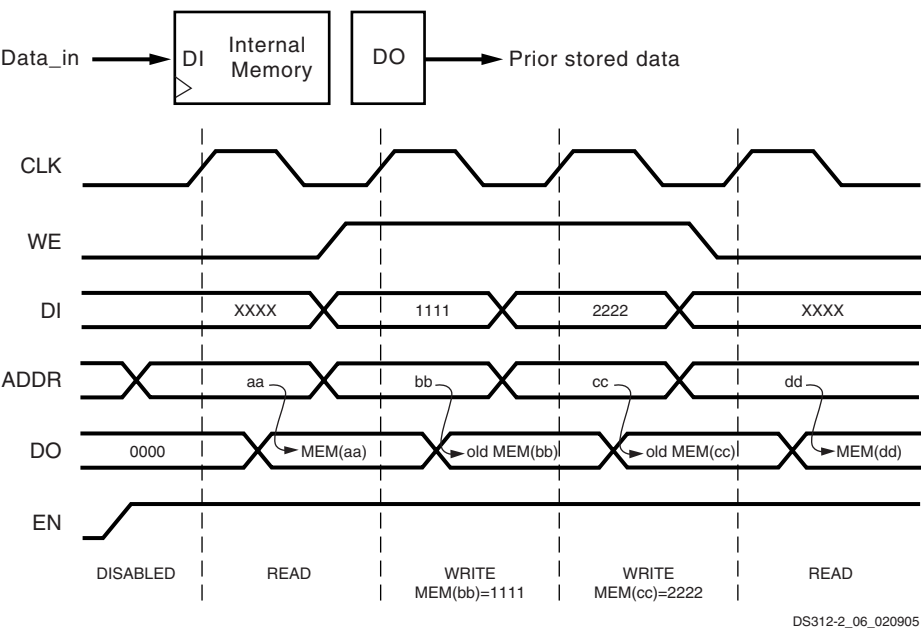 Data_in
DI
Internal
Memory
DO
Prior stored data
CLK
WE
DI
XXXX
1111
2222
XXXX
ADDR
aa
bb
cc
dd
DO
0000
MEM(aa)
old MEM(bb)
old MEM(cc)
MEM(dd)
EN
DISABLED
READ
WRITE
MEM(bb)=1111
WRITE
MEM(cc)=2222
READ
DS312-2_06_020905